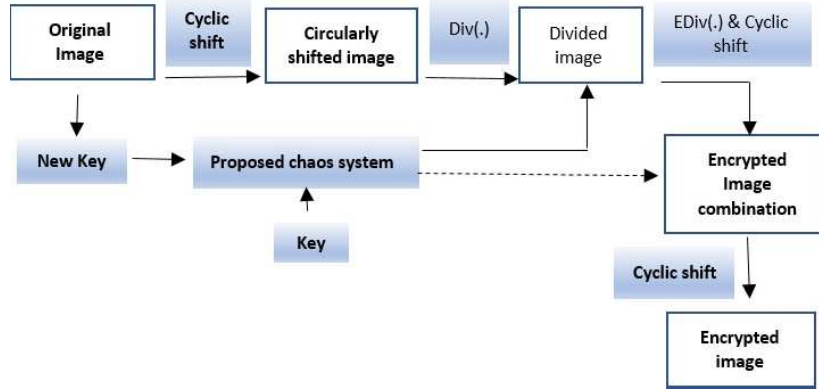 Original
Image
Cyclic
shift
Circularly
shifted image
Div(.)
Divided
image
EDiv(.) & Cyclic
shift
New Key
Proposed chaos system
Encrypted
Image
combination
Key
Cyclic shift
Encrypted
image